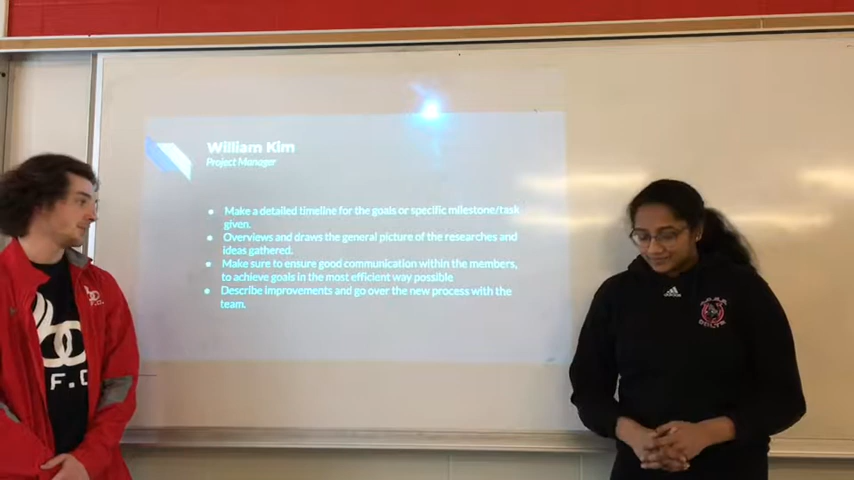 William Kim
Project Manager
Make a detailed timeline for the goals or specific milestone/task
given.
Overviews and draws the general picture of the researches and
ideas gathered.
Make sure to ensure good communication within the members,
to achieve goals in the most efficient way possible
Describe improvements, and go over the new process with the
team.
F.C